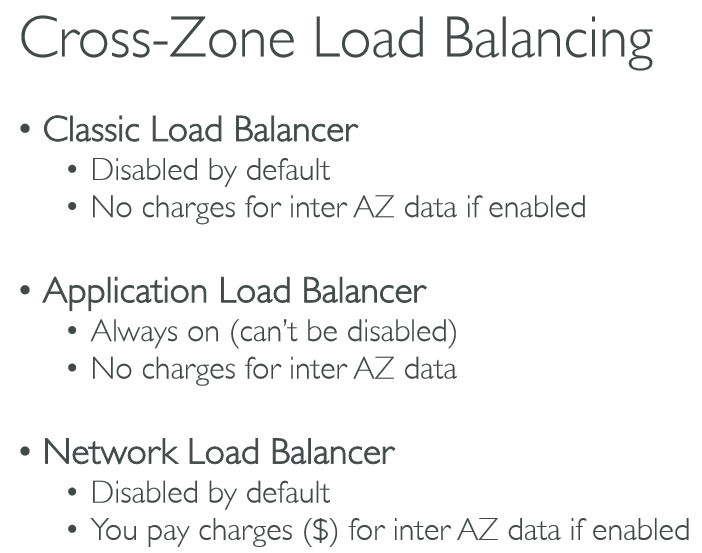 Cross-Zone Load Balancing
• Classic Load Balancer
• Disabled by default
• No charges for inter AZ data if enabled
• Application Load Balancer
• Always on (can't be disabled)
• No charges for inter AZ data
• Network Load Balancer
• Disabled by default
• You pay charges ($) for inter AZ data if enabled